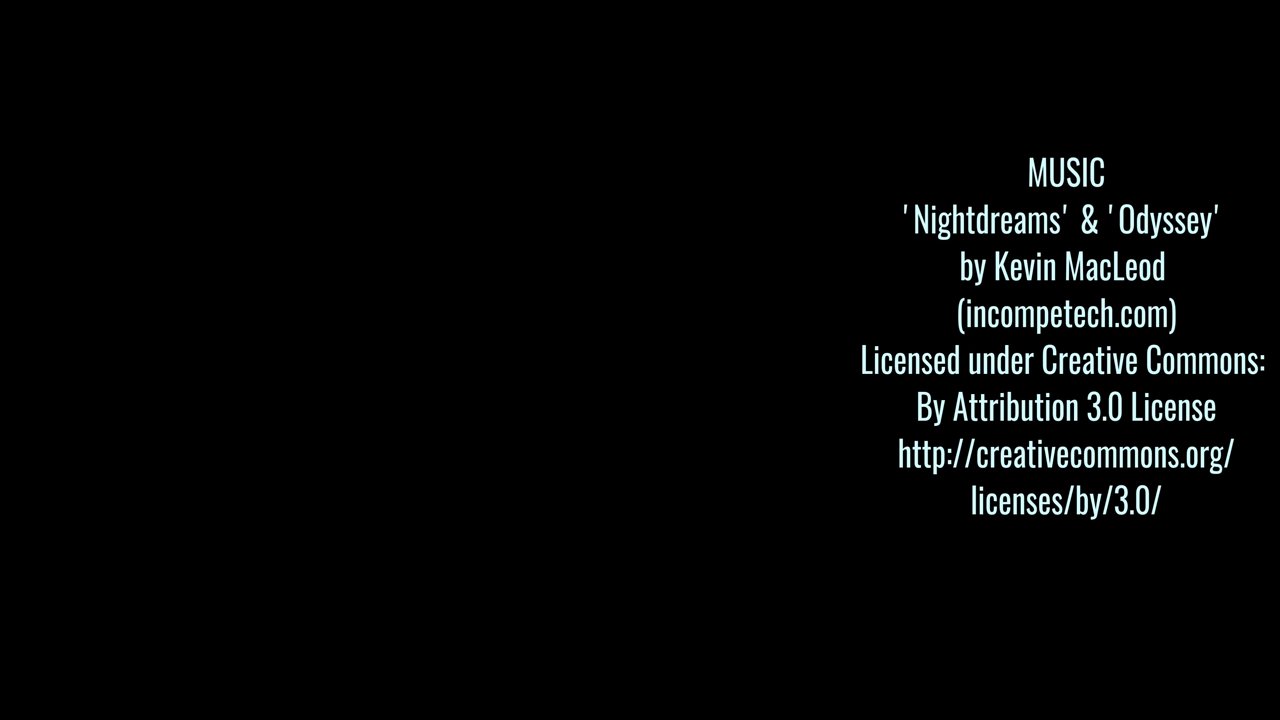 MUSIC
'Nightdreams' & 'Odyssey'
by Kevin MacLeod
(incompetech.com)
Licensed under Creative Commons:
By Attribution 3.0 License
http://creativecommons.org/
licenses/by/3.0/